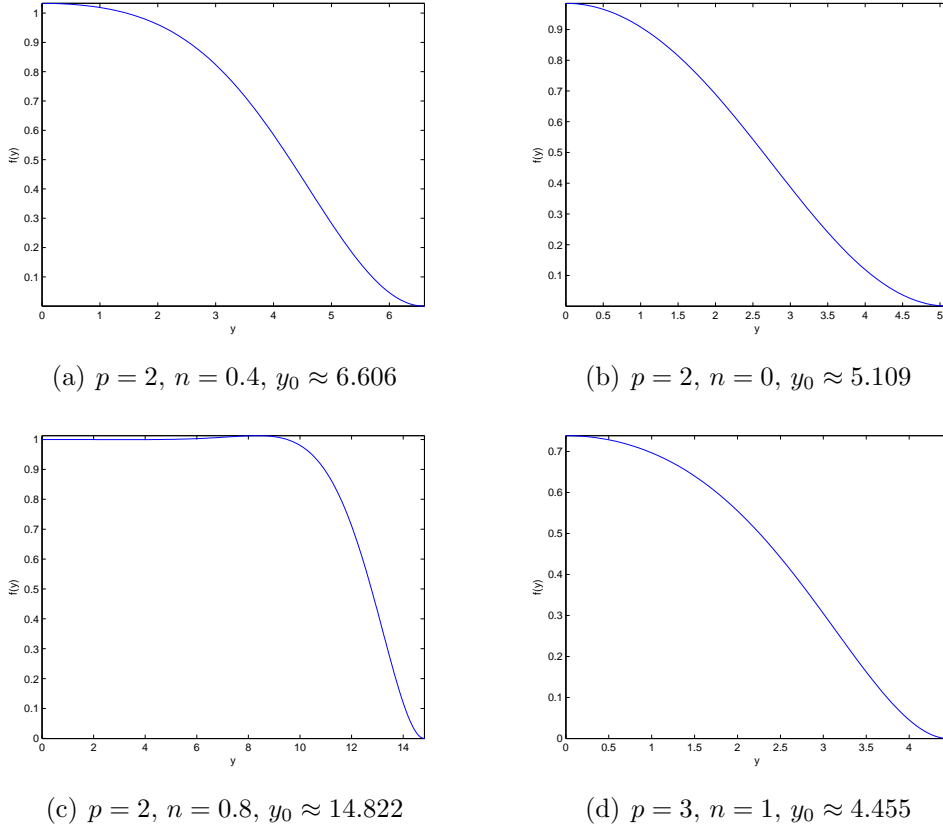 1
0.9
0.8
0.7
0.6
0.5
0.4
0.3
0.2
0.1
f(y)
0 1 2 3 4 5 6
y
(a) p = 2, n = 0.4, y₀ ≈ 6.606
0.9
0.8
0.7
0.6
0.5
0.4
0.3
0.2
0.1
f(y)
0 0.5 1 1.5 2 2.5 3 3.5 4 4.5 5
y
(b) p = 2, n = 0, y₀ ≈ 5.109
1
0.9
0.8
0.7
0.6
0.5
0.4
0.3
0.2
0.1
0
f(y)
0 2 4 6 8 10 12 14
y
(c) p = 2, n = 0.8, y₀ ≈ 14.822
0.7
0.6
0.5
0.4
0.3
0.2
0.1
0
f(y)
0 0.5 1 1.5 2 2.5 3 3.5 4
y
(d) p = 3, n = 1, y₀ ≈ 4.455